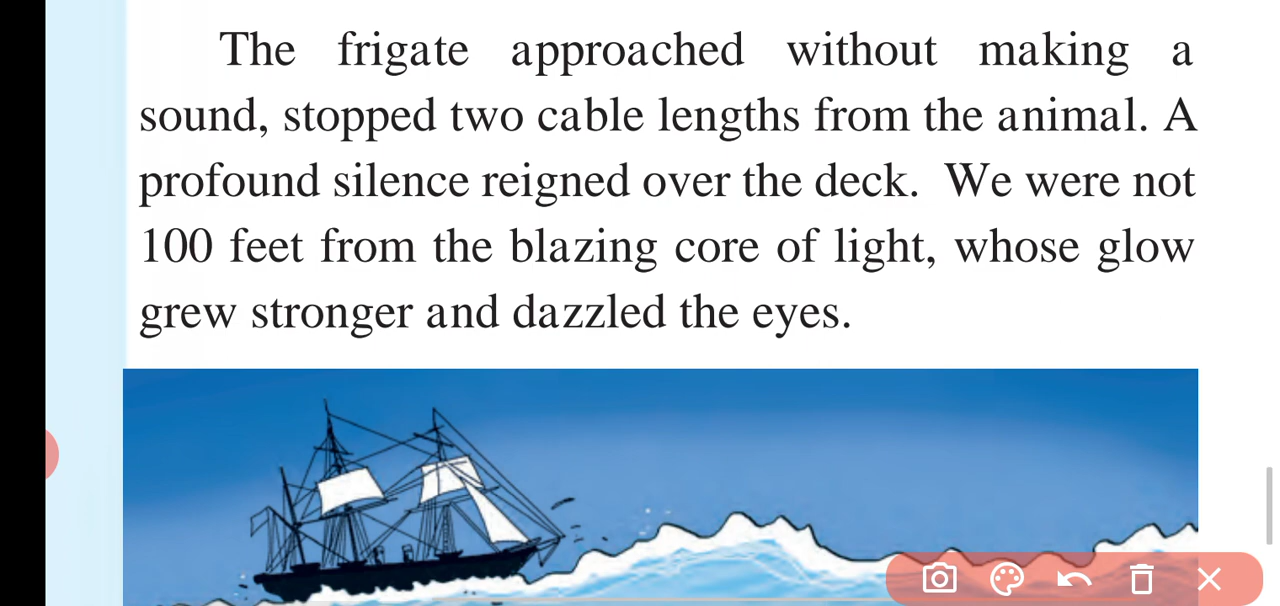 The frigate approached without making a
sound, stopped two cable lengths from the animal. A
profound silence reigned over the deck. We were not
100 feet from the blazing core of light, whose glow
grew stronger and dazzled the eyes.